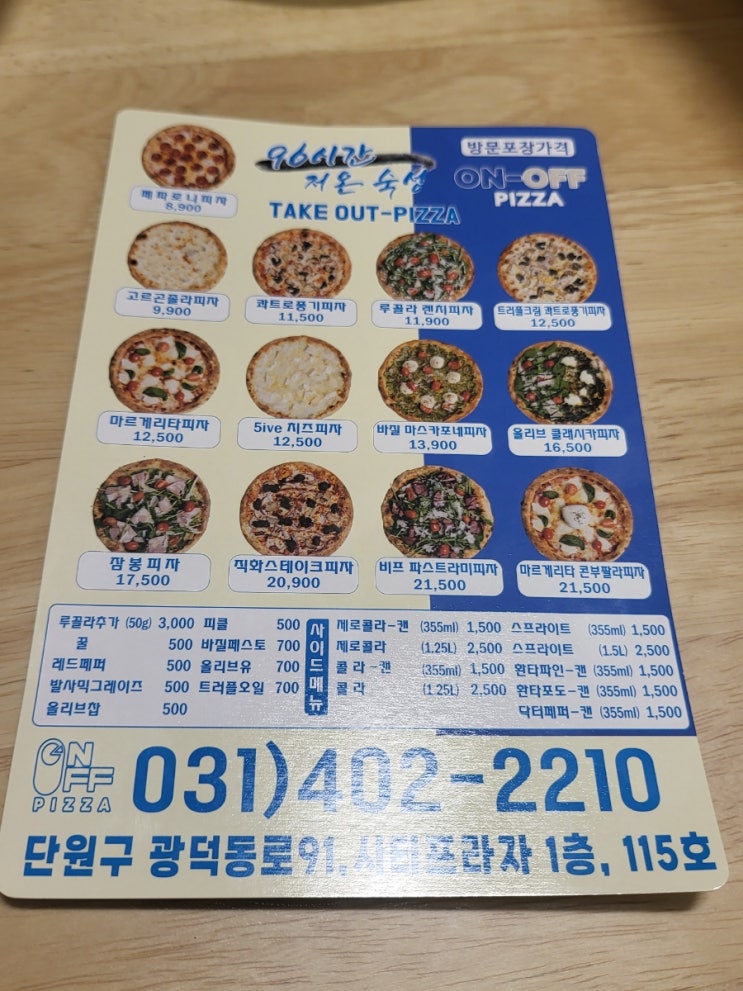 96시간
저온 숙성
TAKE OUT-PIZZA
방문포장가격
ON-OFF
PIZZA
페파로니피자
8,900
고르곤졸라피자
9,900
콰트로풍기피자
11,500
루꼴라 랜치피자
11,900
트러플크림 콰트로풍기피자
12,500
마르게리타피자
12,500
5ive 치즈피자
12,500
바질 마스카포네피자
13,900
올리브 클래시카피자
16,500
잠봉피자
17,500
직화스테이크피자
20,900
비프 파스트라미피자
21,500
마르게리타 콘부팔라피자
21,500
루꼴라추가 (50g) 3,000 피클 500
꿀 500 바질페스토 700
레드페퍼 500 올리브유 700
발사믹그레이즈 500 트러플오일 700
올리브찹 500
사이드메뉴
제로콜라-캔 (355ml) 1,500 스프라이트 (355ml) 1,500
제로콜라 (1.25L) 2,500 스프라이트 (1.5L) 2,500
콜라-캔 (355ml) 1,500 환타파인-캔 (355ml) 1,500
콜라 (1.25L) 2,500 환타포도-캔 (355ml) 1,500
닥터페퍼-캔 (355ml) 1,500
ON
OFF
PIZZA
031)402-2210
단원구 광덕동로91, 시티프라자 1층, 115호